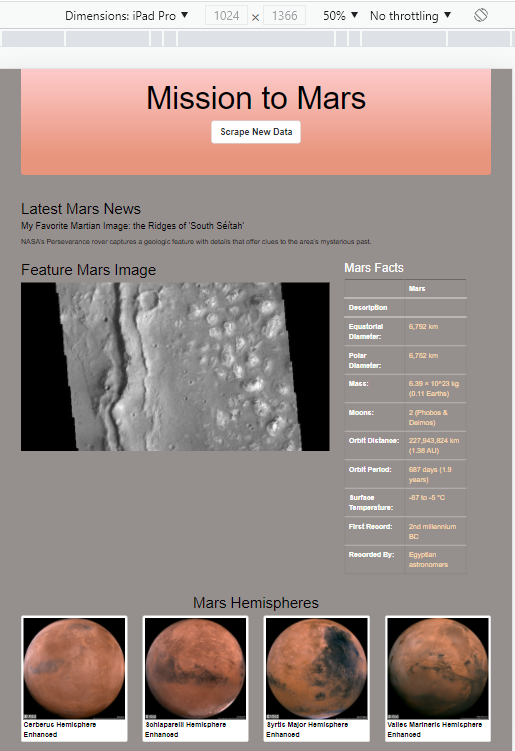 Dimensions: iPad Pro ▼ 1024 × 1366 50% ▼ No throttling ▼
Mission to Mars
Scrape New Data
Latest Mars News
My Favorite Martian Image: the Ridges of 'South Séítah'
NASA's Perseverance rover captures a geologic feature with details that offer clues to the area's mysterious past.
Feature Mars Image
Mars Facts
Mars
Description
Equatorial Diameter: 6,792 km
Polar Diameter: 6,752 km
Mass: 6.39 × 10^23 kg (0.11 Earths)
Moons: 2 (Phobos & Deimos)
Orbit Distance: 227,943,824 km (1.38 AU)
Orbit Period: 687 days (1.9 years)
Surface Temperature: -87 to -5 °C
First Record: 2nd millennium BC
Recorded By: Egyptian astronomers
Mars Hemispheres
Cerberus Hemisphere Enhanced
Schiaparelli Hemisphere Enhanced
Syrtis Major Hemisphere Enhanced
Valles Marineris Hemisphere Enhanced